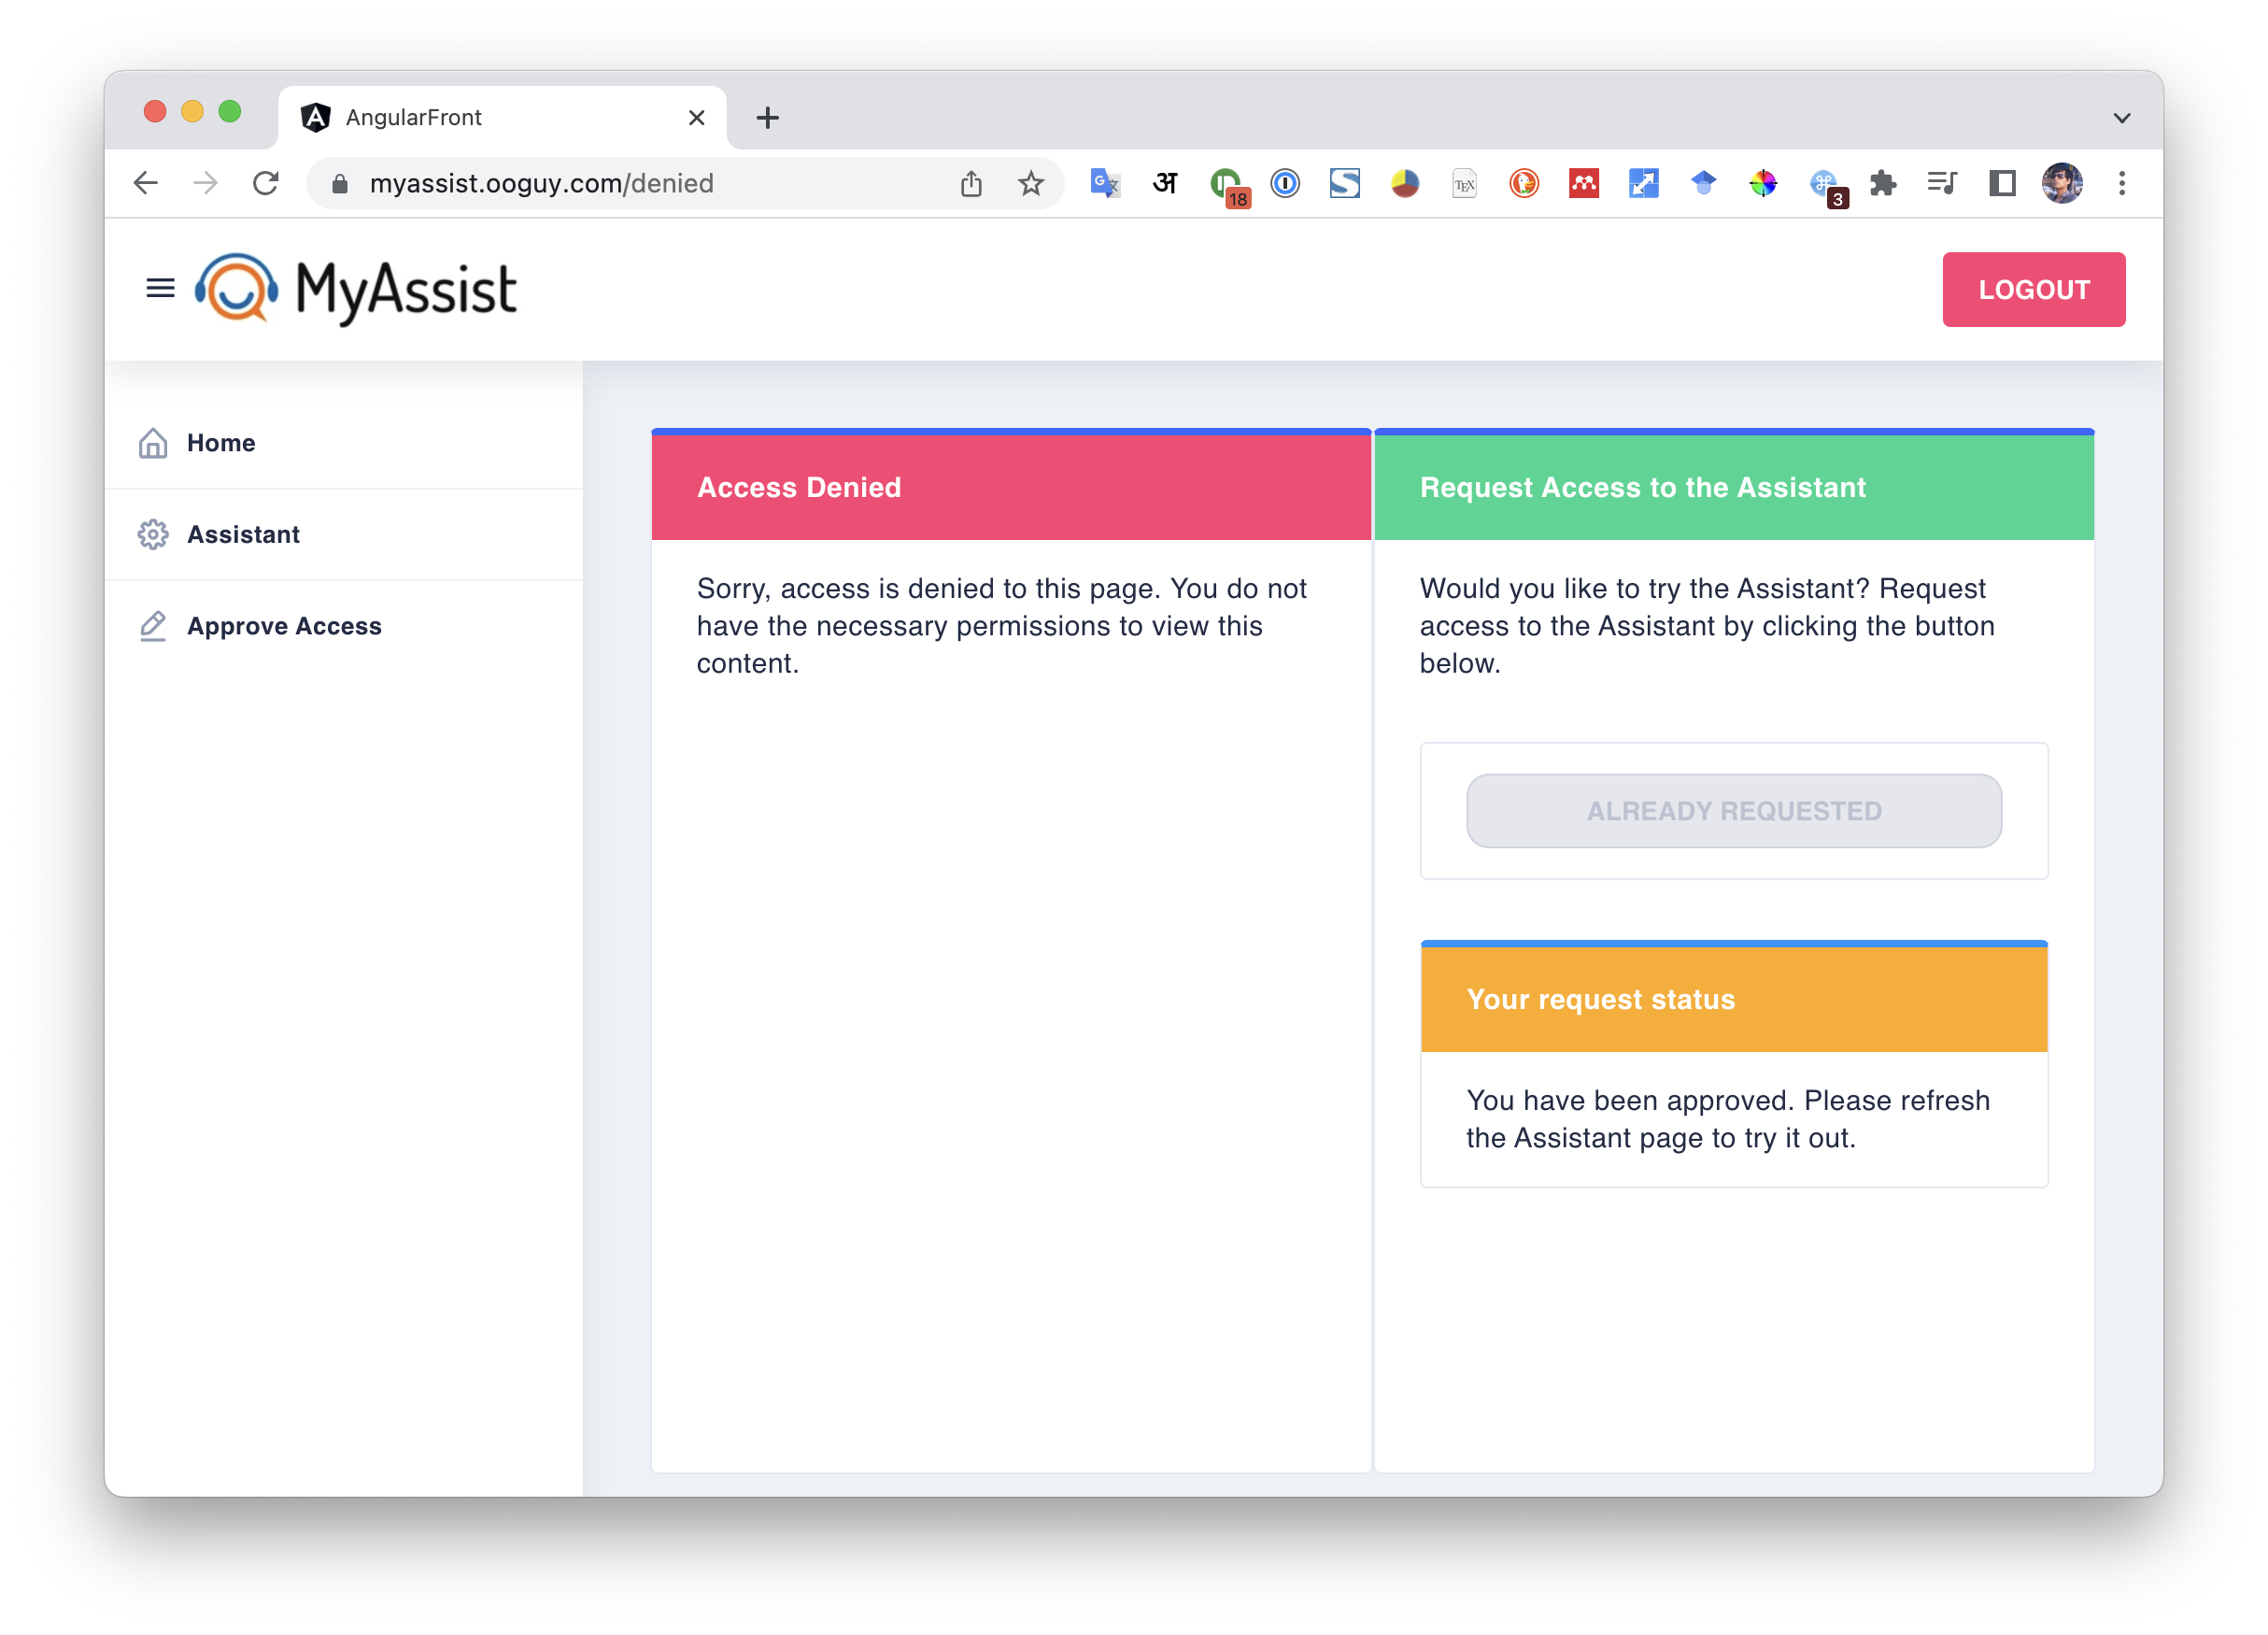 AngularFront
myassist.ooguy.com/denied
अ
18
TEX
3
MyAssist
LOGOUT
Home
Assistant
Approve Access
Access Denied
Sorry, access is denied to this page. You do not
have the necessary permissions to view this
content.
Request Access to the Assistant
Would you like to try the Assistant? Request
access to the Assistant by clicking the button
below.
ALREADY REQUESTED
Your request status
You have been approved. Please refresh
the Assistant page to try it out.